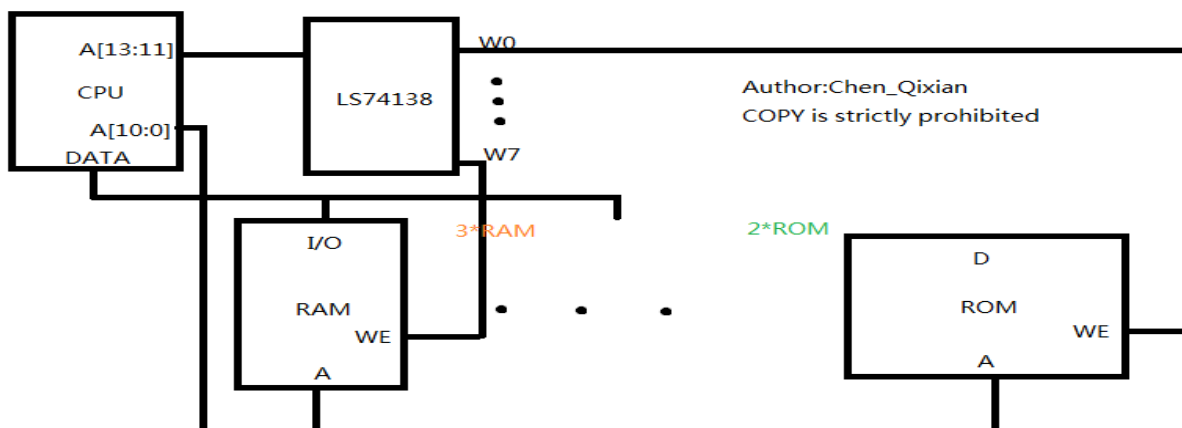 A[13:11]
CPU
A[10:0]
DATA
LS74138
W0
W7
Author:Chen_Qixian
COPY is strictly prohibited
I/O
RAM
WE
A
3*RAM
2*ROM
D
ROM
WE
A